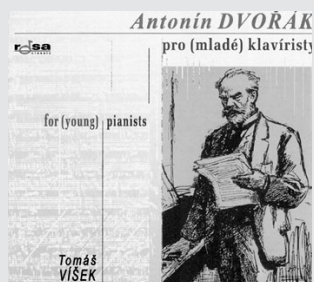 Antonín DVOŘÁK
rosa
pro (mladé) klavíristy
for (young) pianists
Tomáš
VÍŠEK